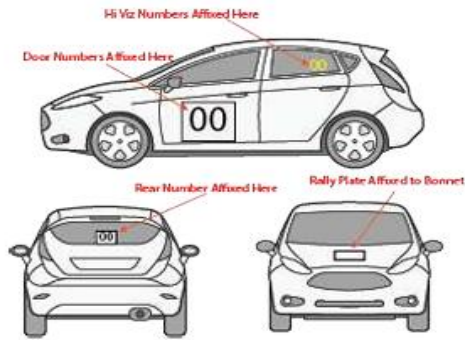 Hi Viz Numbers Affixed Here
Door Numbers Affixed Here
00
00
Rear Number Affixed Here
Rally Plate Affixed to Bonnet
00